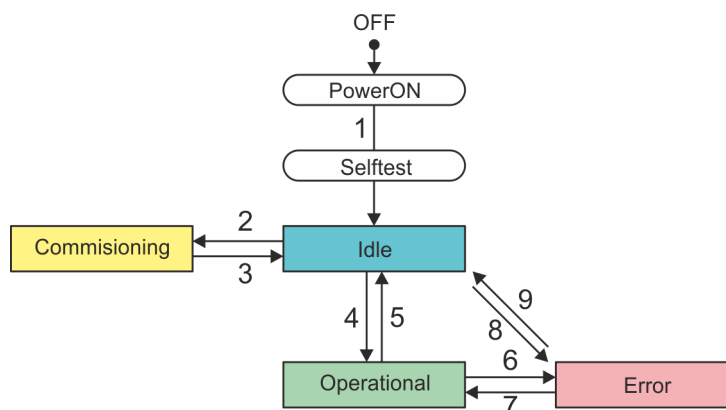 OFF
PowerON
1
Selftest
2
Commisioning
Idle
3
9
4
5
8
6
Operational
Error
7